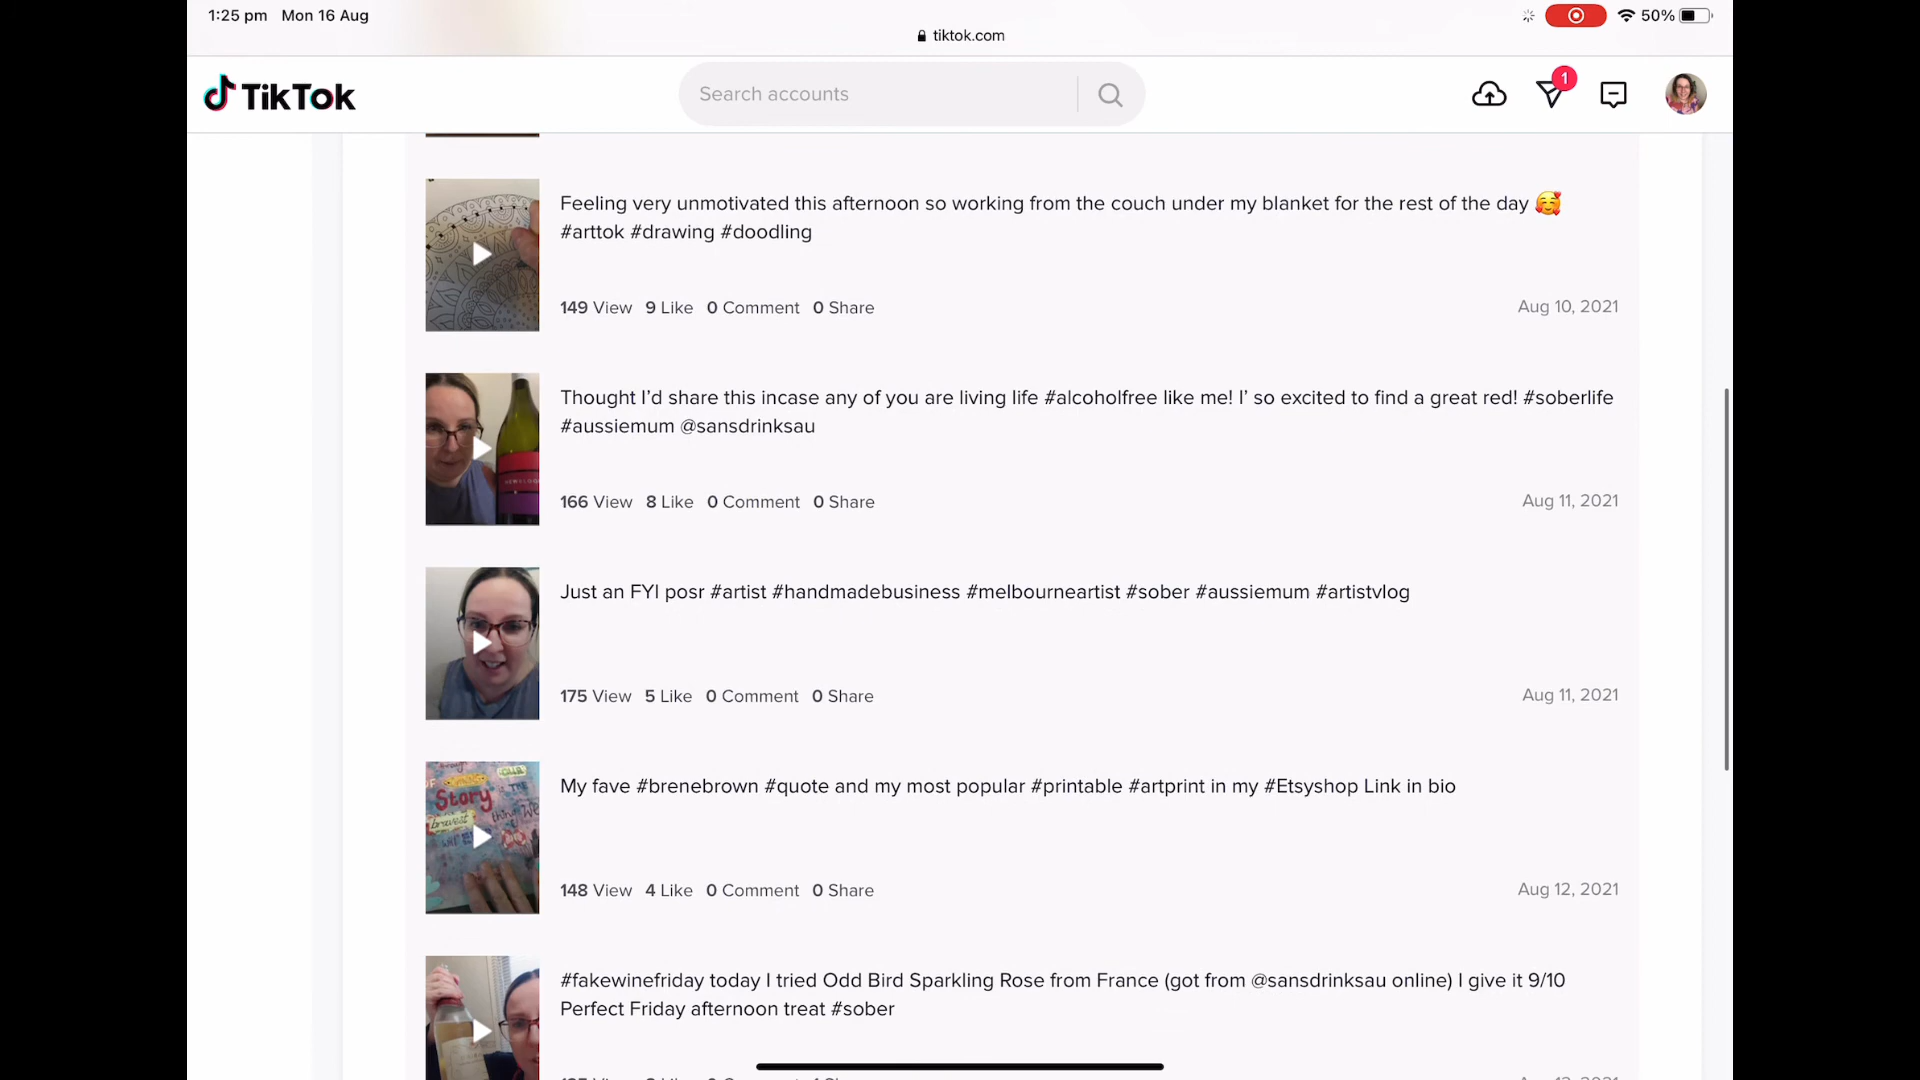 1:25 pm Mon 16 Aug
50%
tiktok.com
TikTok
Search accounts
1
Feeling very unmotivated this afternoon so working from the couch under my blanket for the rest of the day 🥰
#arttok #drawing #doodling
149 View 9 Like 0 Comment 0 Share
Aug 10, 2021
Thought I'd share this incase any of you are living life #alcoholfree like me! I' so excited to find a great red! #soberlife
#aussiemum @sansdrinksau
166 View 8 Like 0 Comment 0 Share
Aug 11, 2021
Just an FYI posr #artist #handmadebusiness #melbourneartist #sober #aussiemum #artistvlog
175 View 5 Like 0 Comment 0 Share
Aug 11, 2021
Story
bravest
My fave #brenebrown #quote and my most popular #printable #artprint in my #Etsyshop Link in bio
148 View 4 Like 0 Comment 0 Share
Aug 12, 2021
#fakewinefriday today I tried Odd Bird Sparkling Rose from France (got from @sansdrinksau online) I give it 9/10
Perfect Friday afternoon treat #sober